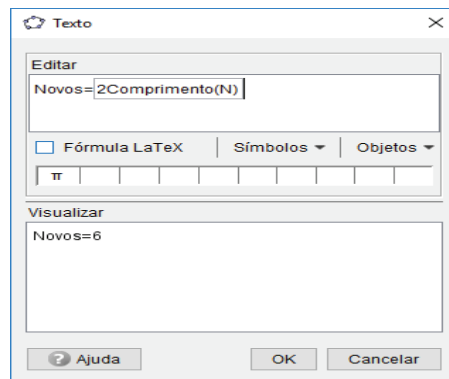 Texto
Editar
Novos=2Comprimento(N)
Fórmula LaTeX Símbolos Objetos
π
Visualizar
Novos=6
Ajuda OK Cancelar